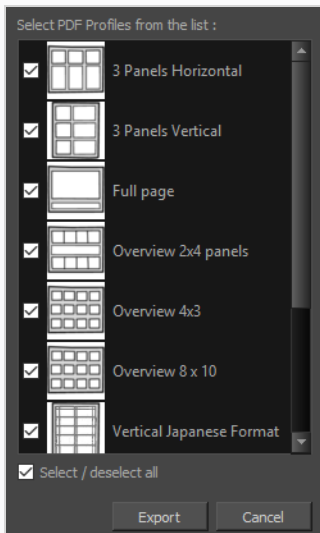 Select PDF Profiles from the list :
3 Panels Horizontal
3 Panels Vertical
Full page
Overview 2x4 panels
Overview 4x3
Overview 8 x 10
Vertical Japanese Format
Select / deselect all
Export Cancel